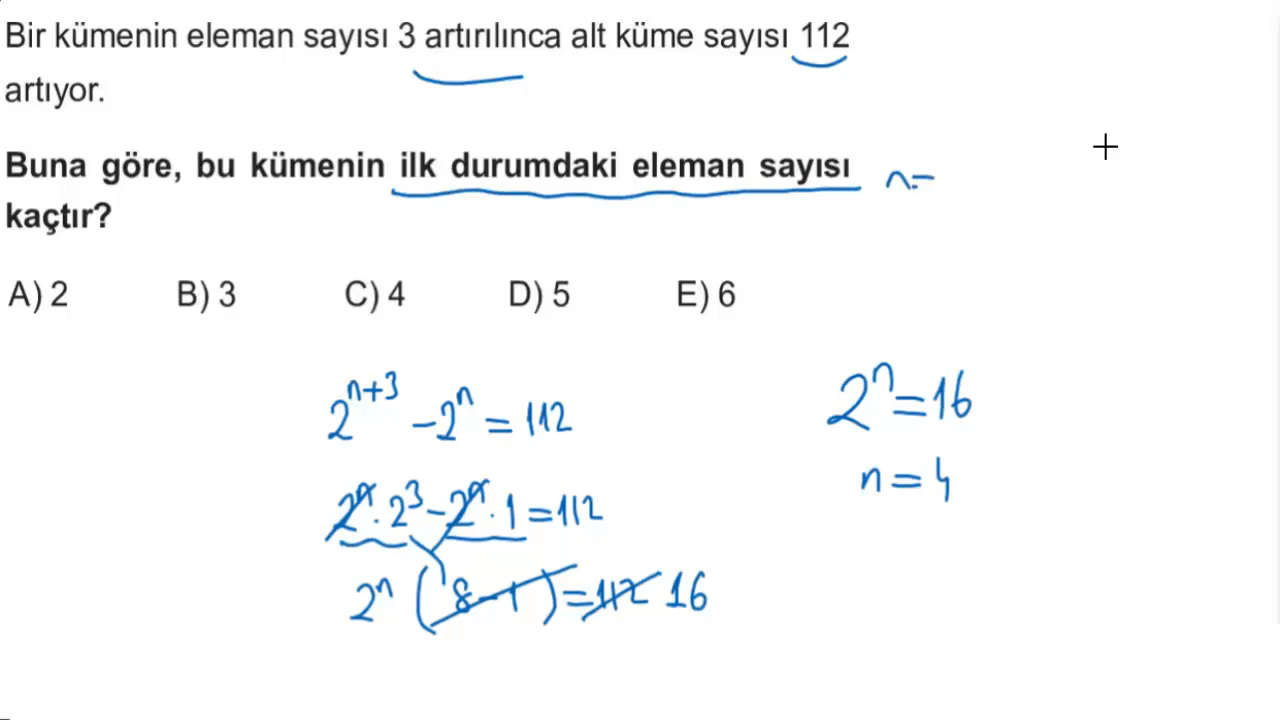 Bir kümenin eleman sayısı 3 artırılınca alt küme sayısı 112
artıyor.
Buna göre, bu kümenin ilk durumdaki eleman sayısı n=
kaçtır?
A) 2 B) 3 C) 4 D) 5 E) 6
2^{n+3} - 2^n = 112
2^n = 16
n = 4
2^n · 2^3 - 2^n · 1 = 112
2^n (8 - 1) = 112 16